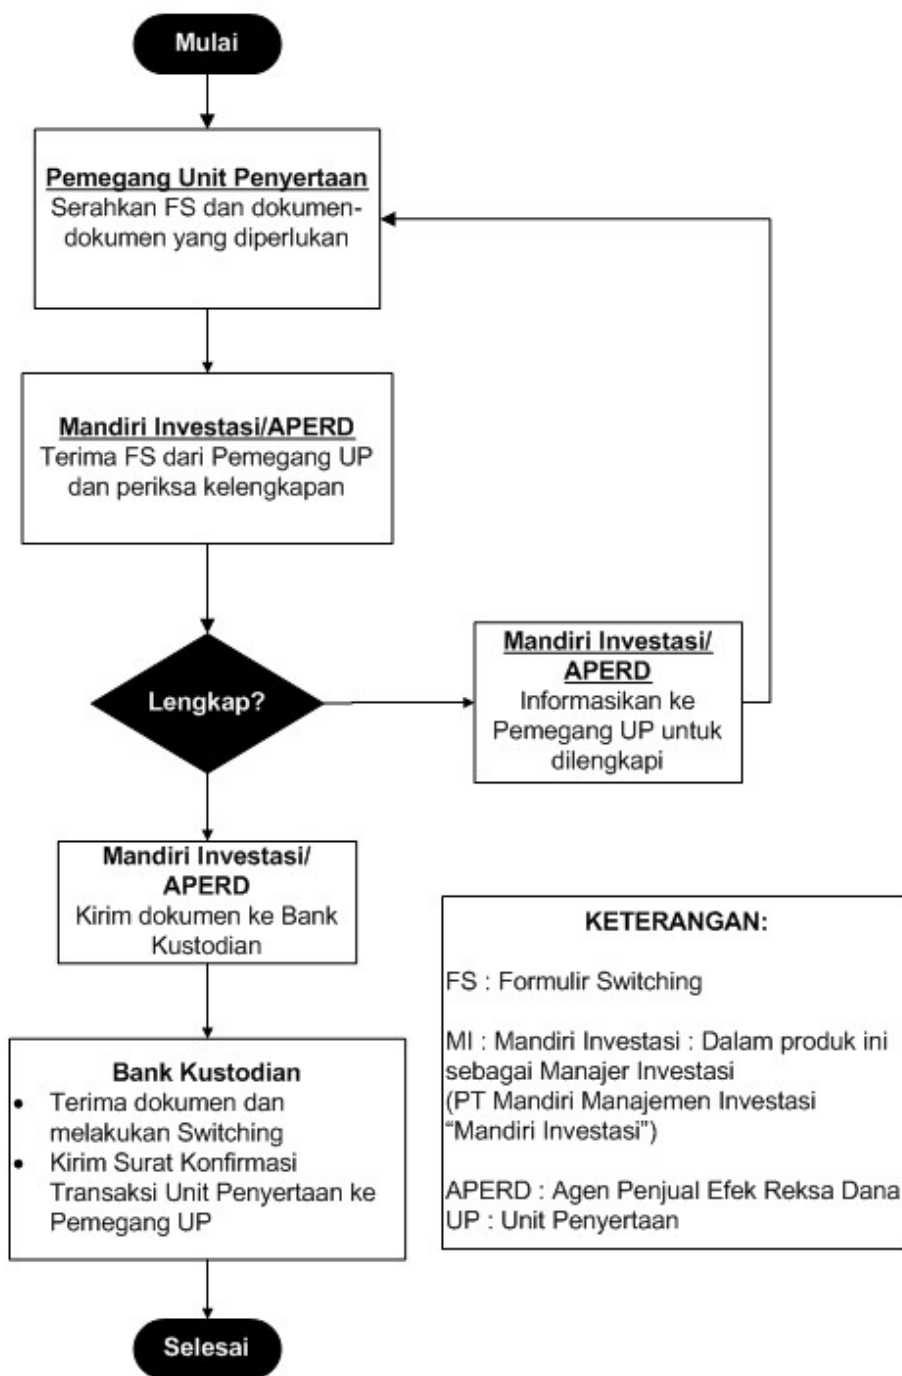 Mulai
Pemegang Unit Penyertaan
Serahkan FS dan dokumen-
dokumen yang diperlukan
Mandiri Investasi/APERD
Terima FS dari Pemegang UP
dan periksa kelengkapan
Lengkap?
Mandiri Investasi/
APERD
Informasikan ke
Pemegang UP untuk
dilengkapi
Mandiri Investasi/
APERD
Kirim dokumen ke Bank
Kustodian
Bank Kustodian
• Terima dokumen dan
melakukan Switching
• Kirim Surat Konfirmasi
Transaksi Unit Penyertaan ke
Pemegang UP
Selesai
KETERANGAN:
FS : Formulir Switching
MI : Mandiri Investasi : Dalam produk ini
sebagai Manajer Investasi
(PT Mandiri Manajemen Investasi
“Mandiri Investasi”)
APERD : Agen Penjual Efek Reksa Dana
UP : Unit Penyertaan